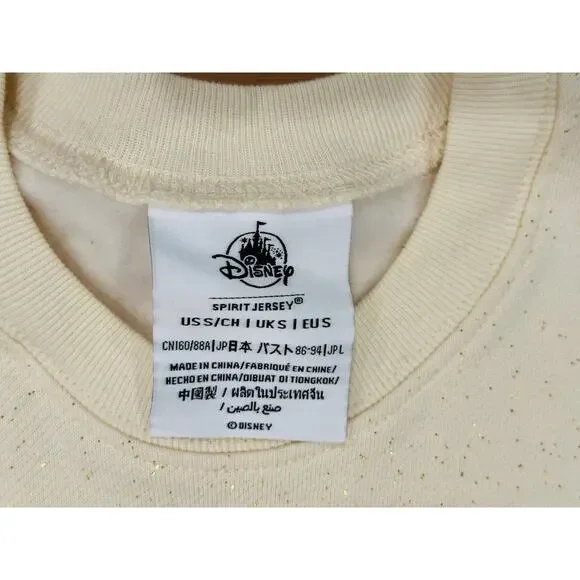 Disney
SPIRIT JERSEY®
US S/CH | UK S | EU S
CN160/88A|JP日本 バスト 86-94|JP L
MADE IN CHINA/FABRIQUÉ EN CHINE/
HECHO EN CHINA/DIBUAT DI TIONGKOK/
中國製 / ผลิตในประเทศจีน
/ صنع بالصين
© DISNEY